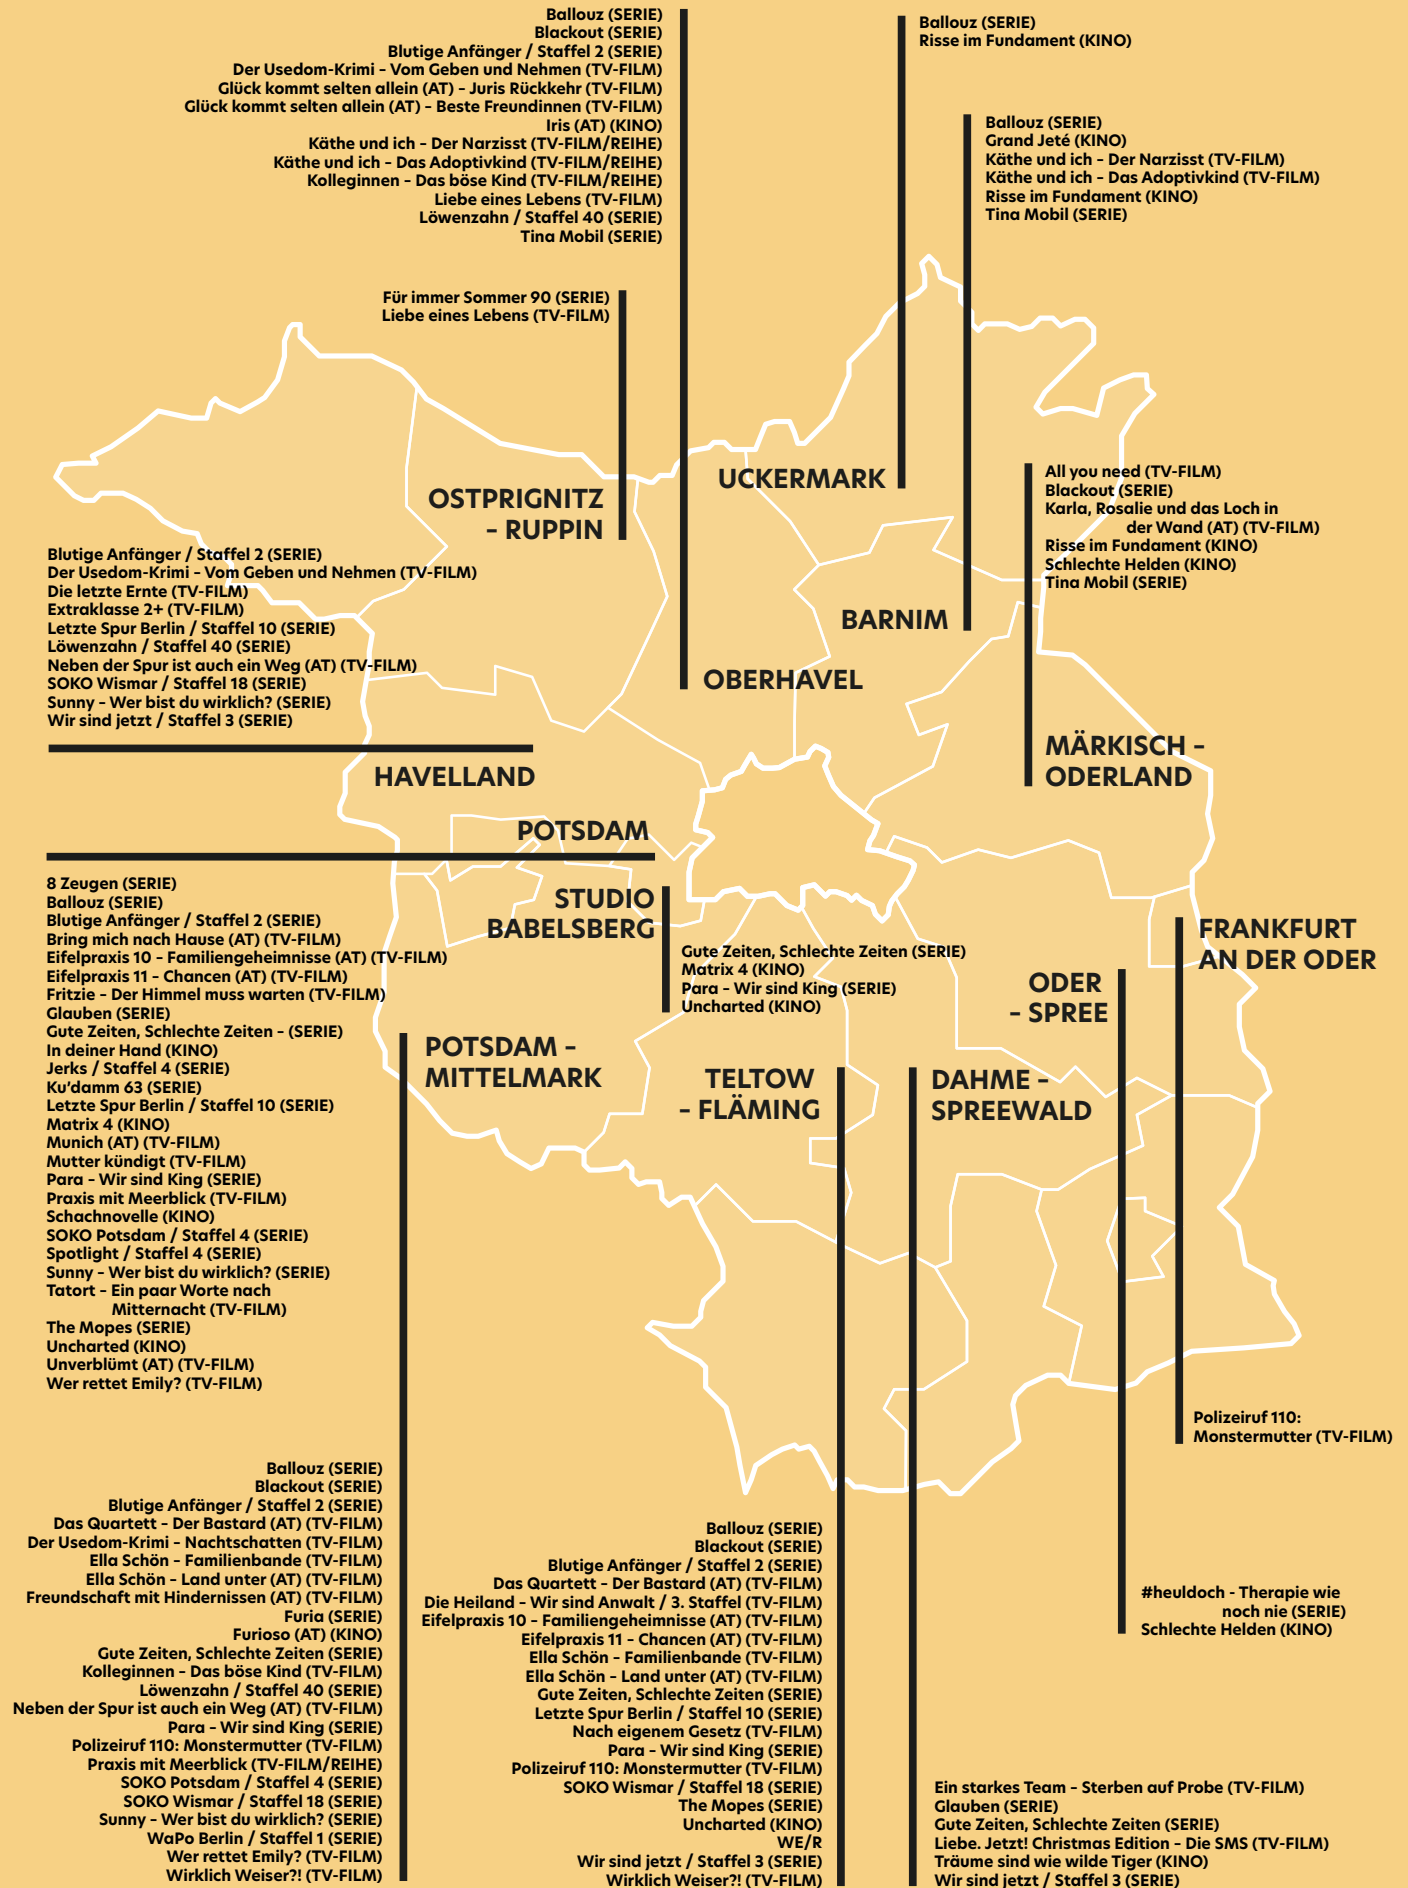 Ballouz (SERIE)
Blackout (SERIE)
Blutige Anfänger / Staffel 2 (SERIE)
Der Usedom-Krimi – Vom Geben und Nehmen (TV-FILM)
Glück kommt selten allein (AT) – Juris Rückkehr (TV-FILM)
Glück kommt selten allein (AT) – Beste Freundinnen (TV-FILM)
Iris (AT) (KINO)
Käthe und ich – Der Narzisst (TV-FILM/REIHE)
Käthe und ich – Das Adoptivkind (TV-FILM/REIHE)
Kolleginnen – Das böse Kind (TV-FILM/REIHE)
Liebe eines Lebens (TV-FILM)
Löwenzahn / Staffel 40 (SERIE)
Tina Mobil (SERIE)
Ballouz (SERIE)
Risse im Fundament (KINO)
Ballouz (SERIE)
Grand Jeté (KINO)
Käthe und ich – Der Narzisst (TV-FILM)
Käthe und ich – Das Adoptivkind (TV-FILM)
Risse im Fundament (KINO)
Tina Mobil (SERIE)
Für immer Sommer 90 (SERIE)
Liebe eines Lebens (TV-FILM)
OSTPRIGNITZ
– RUPPIN
UCKERMARK
All you need (TV-FILM)
Blackout (SERIE)
Karla, Rosalie und das Loch in
der Wand (AT) (TV-FILM)
Risse im Fundament (KINO)
Schlechte Helden (KINO)
Tina Mobil (SERIE)
BARNIM
OBERHAVEL
MÄRKISCH –
ODERLAND
Blutige Anfänger / Staffel 2 (SERIE)
Der Usedom-Krimi – Vom Geben und Nehmen (TV-FILM)
Die letzte Ernte (TV-FILM)
Extraklasse 2+ (TV-FILM)
Letzte Spur Berlin / Staffel 10 (SERIE)
Löwenzahn / Staffel 40 (SERIE)
Neben der Spur ist auch ein Weg (AT) (TV-FILM)
SOKO Wismar / Staffel 18 (SERIE)
Sunny – Wer bist du wirklich? (SERIE)
Wir sind jetzt / Staffel 3 (SERIE)
HAVELLAND
POTSDAM
8 Zeugen (SERIE)
Ballouz (SERIE)
Blutige Anfänger / Staffel 2 (SERIE)
Bring mich nach Hause (AT) (TV-FILM)
Eifelpraxis 10 – Familiengeheimnisse (AT) (TV-FILM)
Eifelpraxis 11 – Chancen (AT) (TV-FILM)
Fritzie – Der Himmel muss warten (TV-FILM)
Glauben (SERIE)
Gute Zeiten, Schlechte Zeiten – (SERIE)
In deiner Hand (KINO)
Jerks / Staffel 4 (SERIE)
Ku’damm 63 (SERIE)
Letzte Spur Berlin / Staffel 10 (SERIE)
Matrix 4 (KINO)
Munich (AT) (TV-FILM)
Mutter kündigt (TV-FILM)
Para – Wir sind King (SERIE)
Praxis mit Meerblick (TV-FILM)
Schachnovelle (KINO)
SOKO Potsdam / Staffel 4 (SERIE)
Spotlight / Staffel 4 (SERIE)
Sunny – Wer bist du wirklich? (SERIE)
Tatort – Ein paar Worte nach
Mitternacht (TV-FILM)
The Mopes (SERIE)
Uncharted (KINO)
Unverblümt (AT) (TV-FILM)
Wer rettet Emily? (TV-FILM)
STUDIO
BABELSBERG
Gute Zeiten, Schlechte Zeiten (SERIE)
Matrix 4 (KINO)
Para – Wir sind King (SERIE)
Uncharted (KINO)
FRANKFURT
AN DER ODER
ODER
– SPREE
POTSDAM –
MITTELMARK
TELTOW
– FLÄMING
DAHME –
SPREEWALD
Polizeiruf 110:
Monstermutter (TV-FILM)
Ballouz (SERIE)
Blackout (SERIE)
Blutige Anfänger / Staffel 2 (SERIE)
Das Quartett – Der Bastard (AT) (TV-FILM)
Der Usedom-Krimi – Nachtschatten (TV-FILM)
Ella Schön – Familienbande (TV-FILM)
Ella Schön – Land unter (AT) (TV-FILM)
Freundschaft mit Hindernissen (AT) (TV-FILM)
Furia (SERIE)
Furioso (AT) (KINO)
Gute Zeiten, Schlechte Zeiten (SERIE)
Kolleginnen – Das böse Kind (TV-FILM)
Löwenzahn / Staffel 40 (SERIE)
Neben der Spur ist auch ein Weg (AT) (TV-FILM)
Para – Wir sind King (SERIE)
Polizeiruf 110: Monstermutter (TV-FILM)
Praxis mit Meerblick (TV-FILM/REIHE)
SOKO Potsdam / Staffel 4 (SERIE)
SOKO Wismar / Staffel 18 (SERIE)
Sunny – Wer bist du wirklich? (SERIE)
WaPo Berlin / Staffel 1 (SERIE)
Wer rettet Emily? (TV-FILM)
Wirklich Weiser?! (TV-FILM)
Ballouz (SERIE)
Blackout (SERIE)
Blutige Anfänger / Staffel 2 (SERIE)
Das Quartett – Der Bastard (AT) (TV-FILM)
Die Heiland – Wir sind Anwalt / 3. Staffel (TV-FILM)
Eifelpraxis 10 – Familiengeheimnisse (AT) (TV-FILM)
Eifelpraxis 11 – Chancen (AT) (TV-FILM)
Ella Schön – Familienbande (TV-FILM)
Ella Schön – Land unter (AT) (TV-FILM)
Gute Zeiten, Schlechte Zeiten (SERIE)
Letzte Spur Berlin / Staffel 10 (SERIE)
Nach eigenem Gesetz (TV-FILM)
Para – Wir sind King (SERIE)
Polizeiruf 110: Monstermutter (TV-FILM)
SOKO Wismar / Staffel 18 (SERIE)
The Mopes (SERIE)
Uncharted (KINO)
WE/R
Wir sind jetzt / Staffel 3 (SERIE)
Wirklich Weiser?! (TV-FILM)
#heuldoch - Therapie wie
noch nie (SERIE)
Schlechte Helden (KINO)
Ein starkes Team – Sterben auf Probe (TV-FILM)
Glauben (SERIE)
Gute Zeiten, Schlechte Zeiten (SERIE)
Liebe. Jetzt! Christmas Edition – Die SMS (TV-FILM)
Träume sind wie wilde Tiger (KINO)
Wir sind jetzt / Staffel 3 (SERIE)